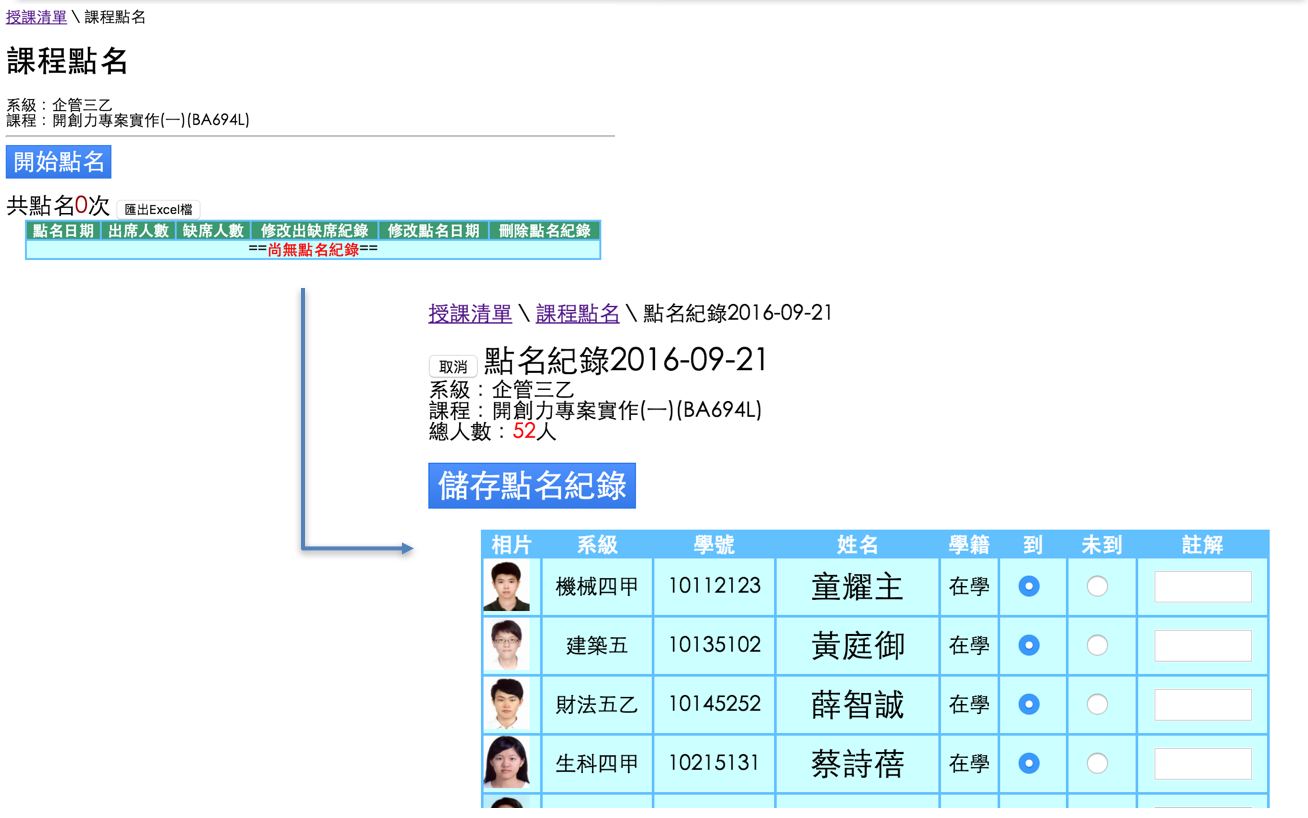 授課清單 \ 課程點名
課程點名
系級：企管三乙
課程：開創力專案實作(一)(BA694L)
開始點名
共點名0次 匯出Excel檔
點名日期 出席人數 缺席人數 修改出缺席紀錄 修改點名日期 刪除點名紀錄
==尚無點名紀錄==
授課清單 \ 課程點名 \ 點名紀錄2016-09-21
取消 點名紀錄2016-09-21
系級：企管三乙
課程：開創力專案實作(一)(BA694L)
總人數：52人
儲存點名紀錄
相片 系級 學號 姓名 學籍 到 未到 註解
機械四甲 10112123 童耀主 在學
建築五 10135102 黃庭御 在學
財法五乙 10145252 薛智誠 在學
生科四甲 10215131 蔡詩蓓 在學